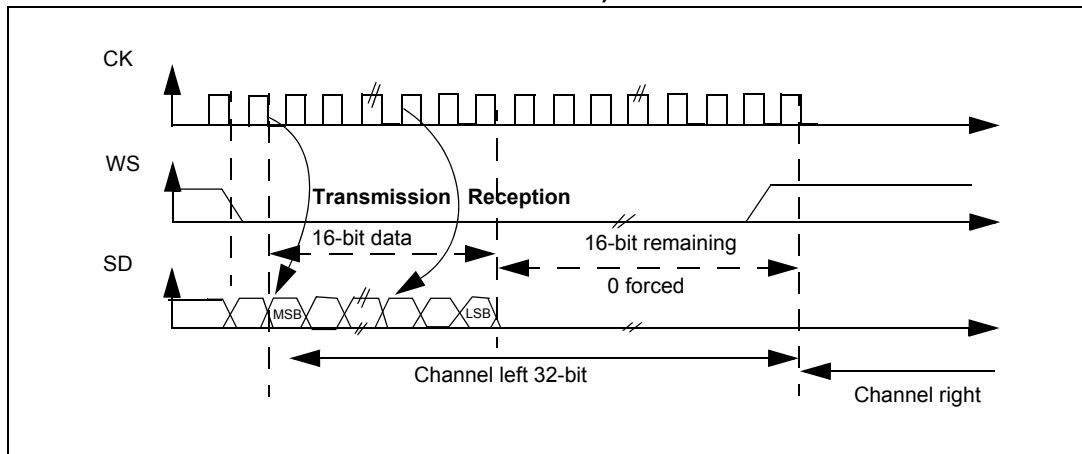 CK
WS
Transmission Reception
16-bit data
16-bit remaining
SD
0 forced
MSB
LSB
Channel left 32-bit
Channel right